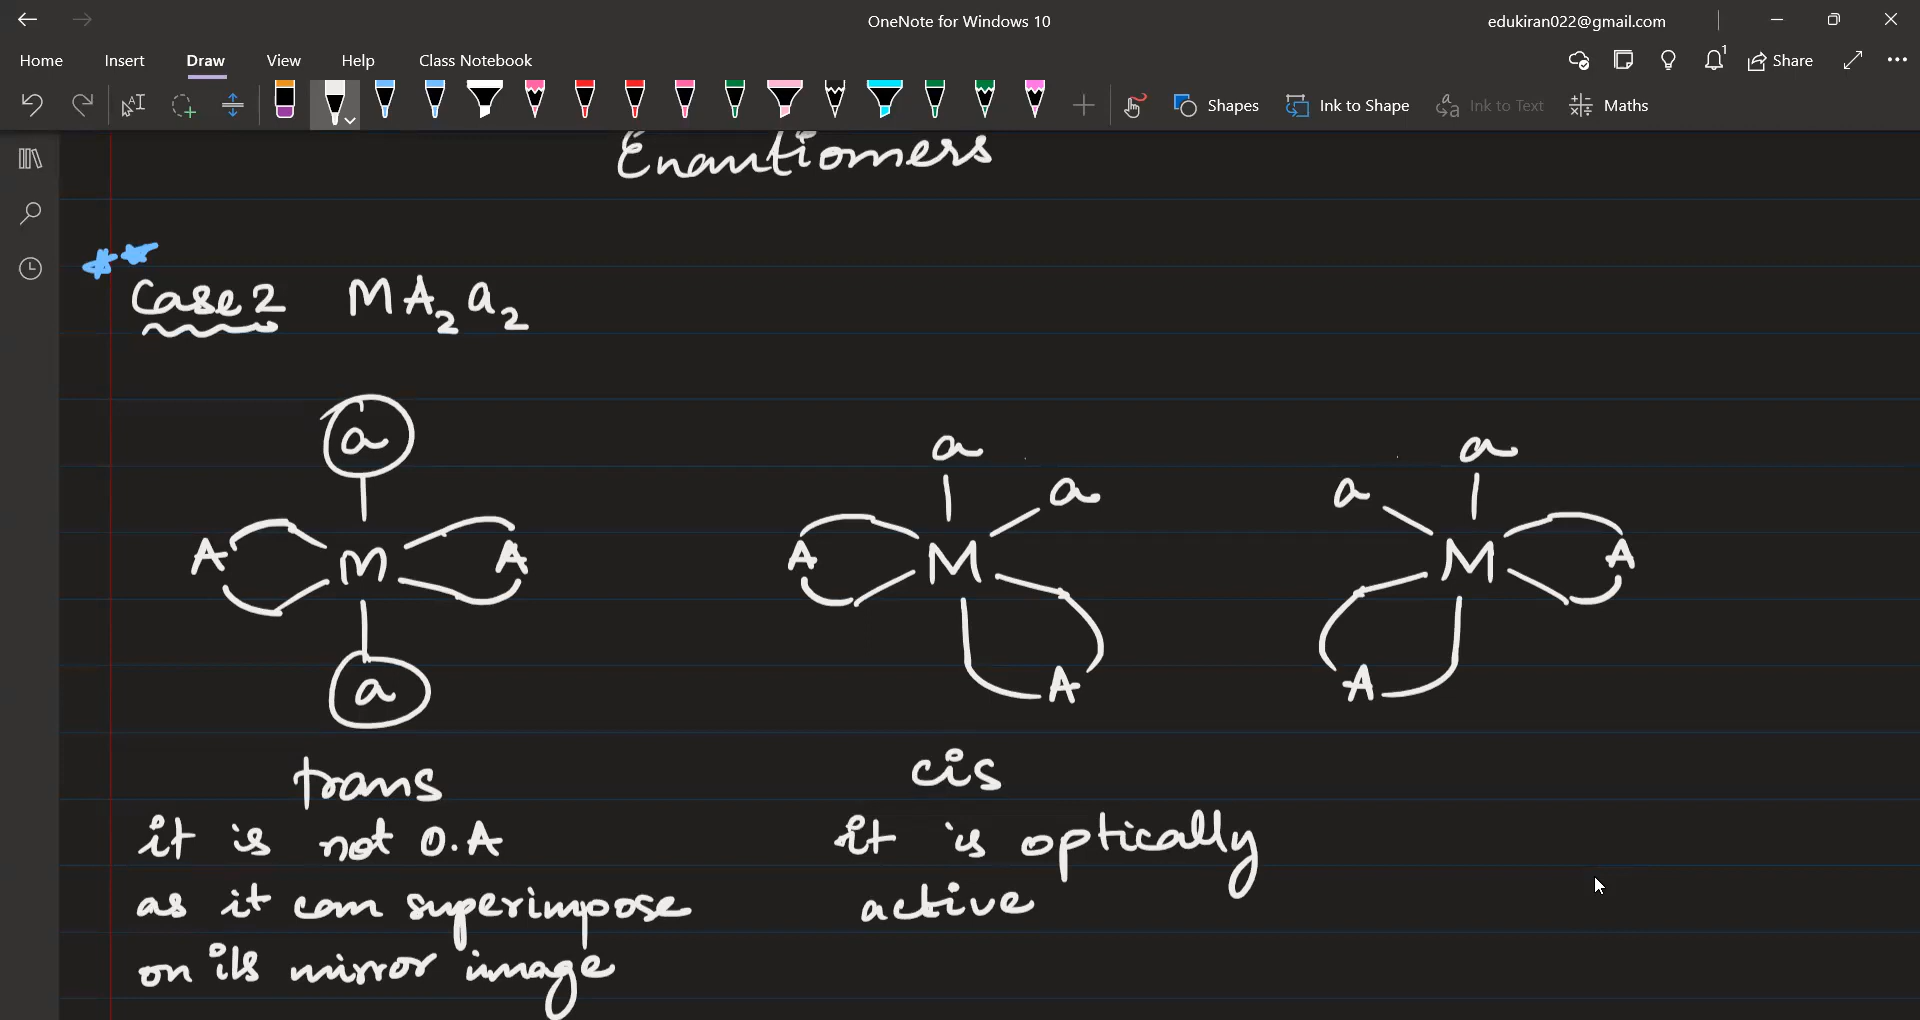 OneNote for Windows 10
edukiran022@gmail.com
Home Insert Draw View Help Class Notebook
1
Share
Shapes Ink to Shape Ink to Text Maths
Enantiomers
Case 2 MA₂a₂
a
A M A
a
a
a
A M
A
a
a
M A
A
trans
cis
it is not O.A
it is optically
as it can superimpose
active
on its mirror image